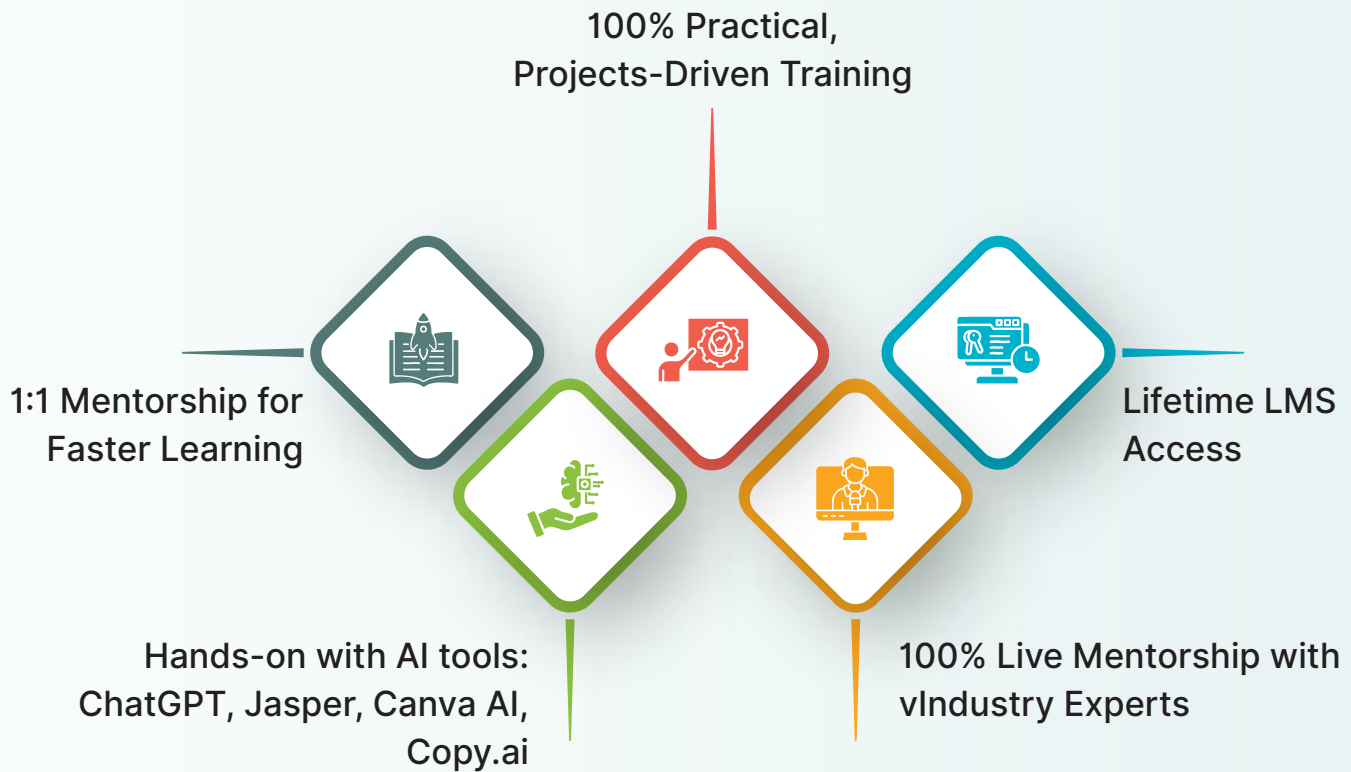 100% Practical,
Projects-Driven Training
1:1 Mentorship for
Faster Learning
Lifetime LMS
Access
Hands-on with AI tools:
ChatGPT, Jasper, Canva AI,
Copy.ai
100% Live Mentorship with
vIndustry Experts